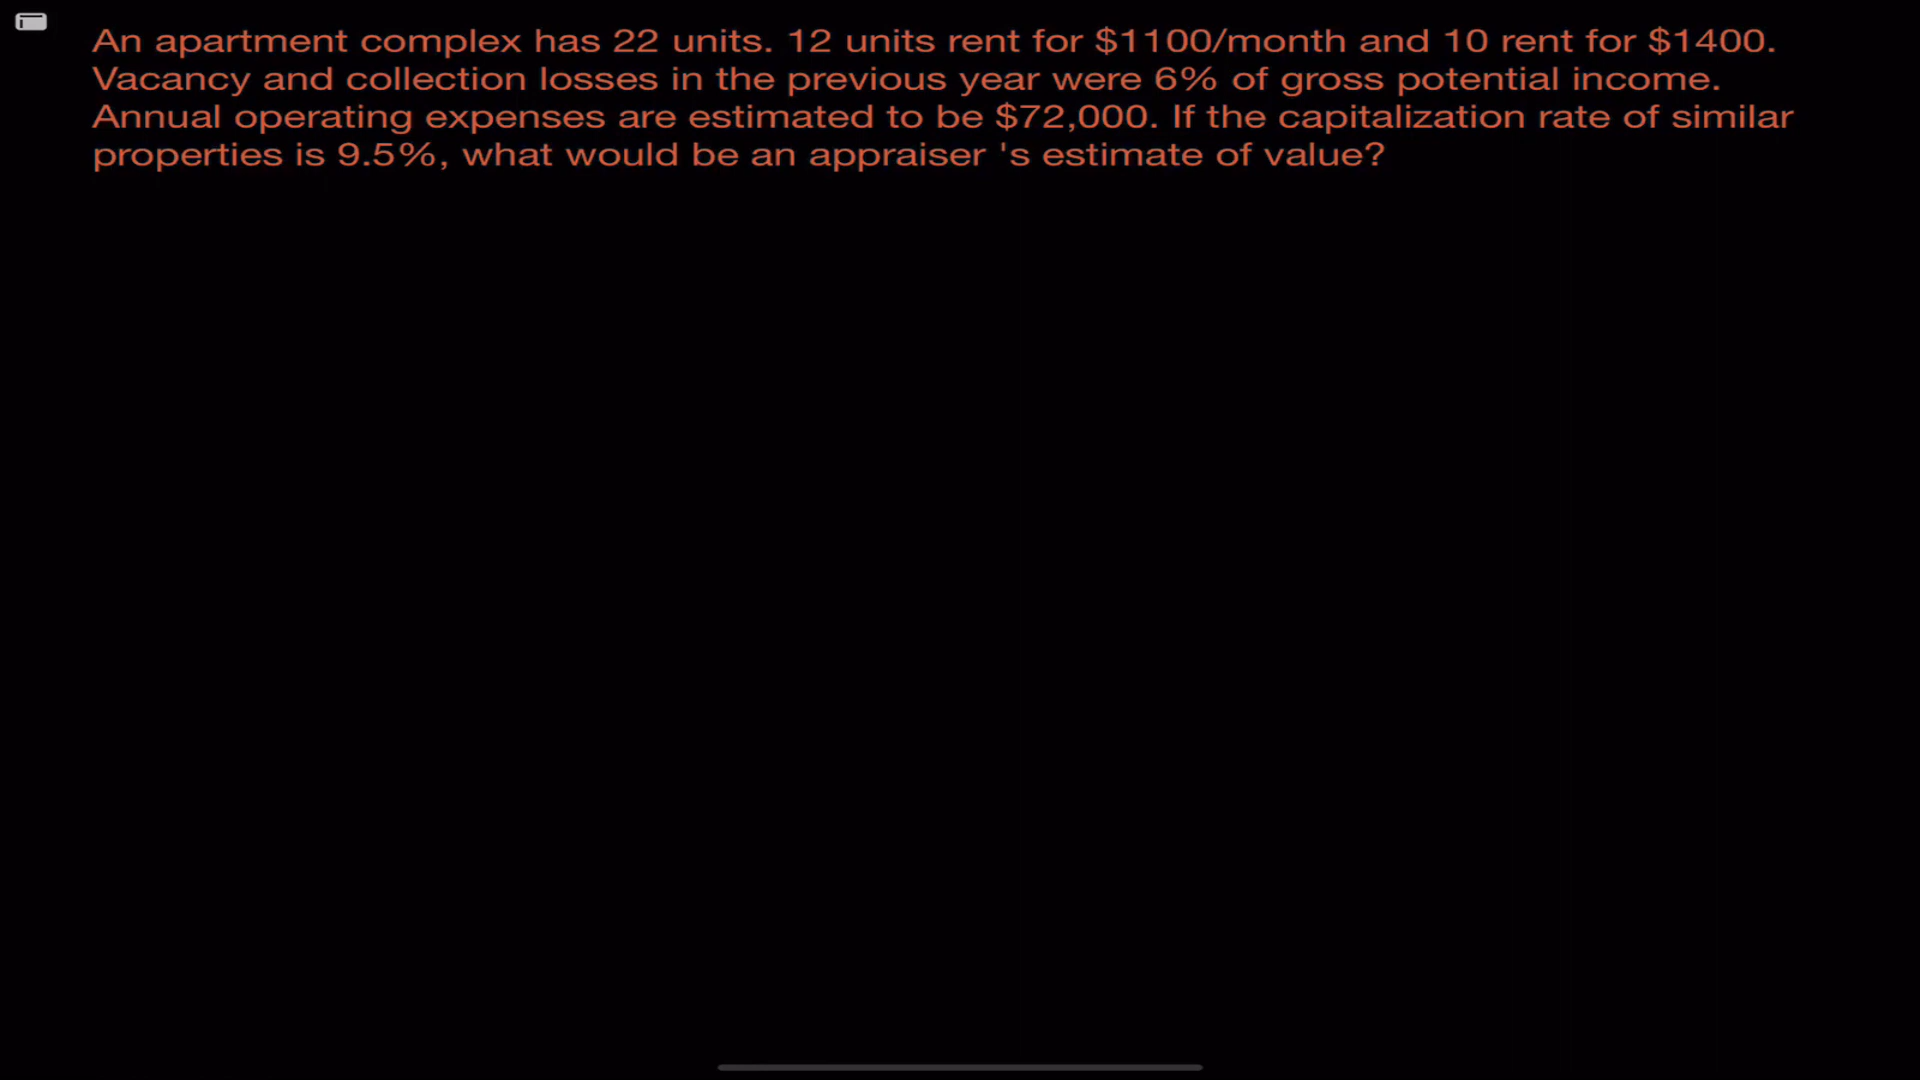 An apartment complex has 22 units. 12 units rent for $1100/month and 10 rent for $1400.
Vacancy and collection losses in the previous year were 6% of gross potential income.
Annual operating expenses are estimated to be $72,000. If the capitalization rate of similar
properties is 9.5%, what would be an appraiser 's estimate of value?